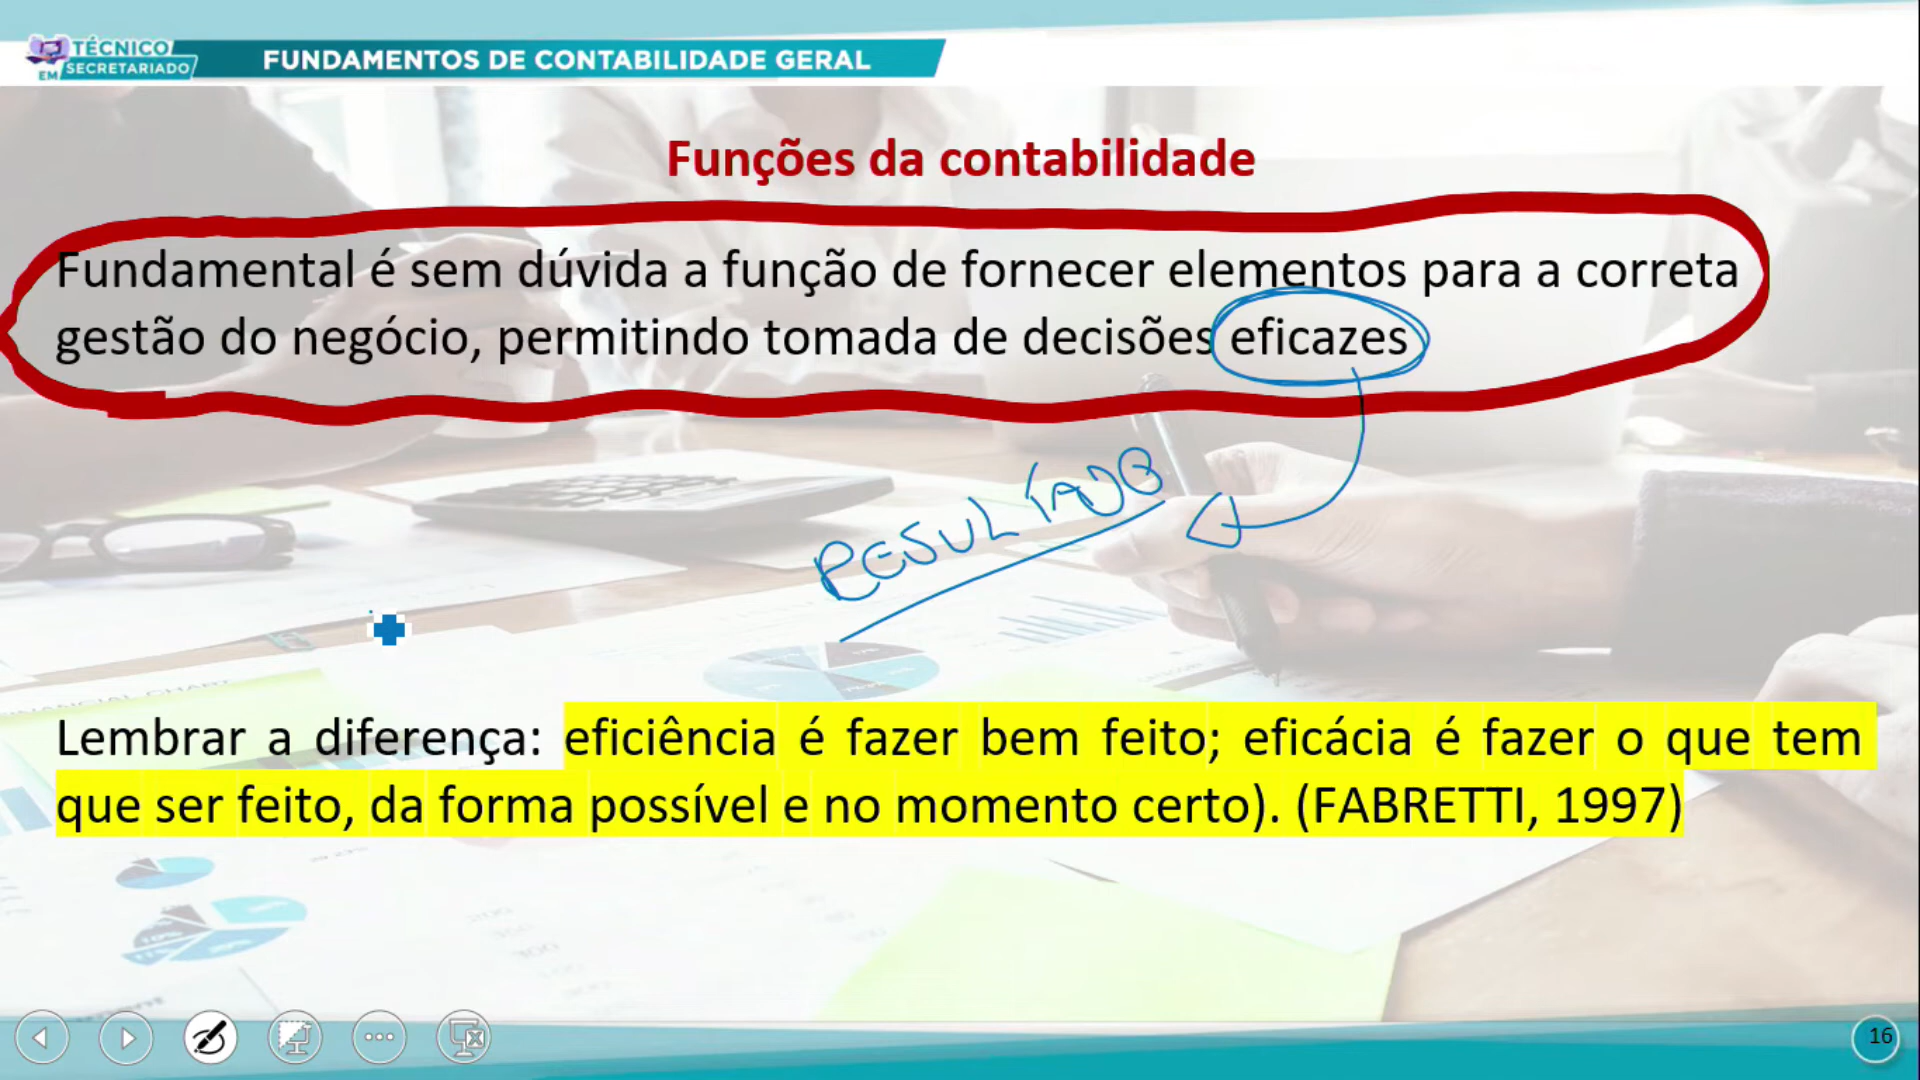 TÉCNICO
EM SECRETARIADO
FUNDAMENTOS DE CONTABILIDADE GERAL
Funções da contabilidade
Fundamental é sem dúvida a função de fornecer elementos para a correta
gestão do negócio, permitindo tomada de decisões eficazes
RESULTADO
Lembrar a diferença: eficiência é fazer bem feito; eficácia é fazer o que tem
que ser feito, da forma possível e no momento certo). (FABRETTI, 1997)
16